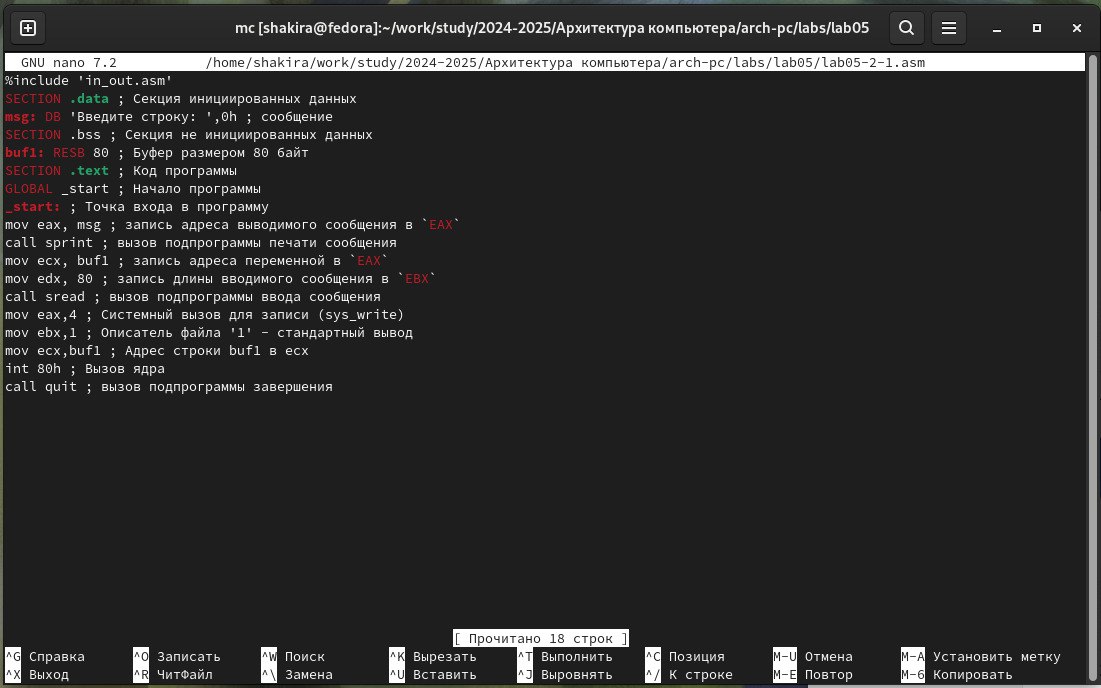 mc [shakira@fedora]:~/work/study/2024-2025/Архитектура компьютера/arch-pc/labs/lab05
GNU nano 7.2 /home/shakira/work/study/2024-2025/Архитектура компьютера/arch-pc/labs/lab05/lab05-2-1.asm
%include 'in_out.asm'
SECTION .data ; Секция инициированных данных
msg: DB 'Введите строку: ',0h ; сообщение
SECTION .bss ; Секция не инициированных данных
buf1: RESB 80 ; Буфер размером 80 байт
SECTION .text ; Код программы
GLOBAL _start ; Начало программы
_start: ; Точка входа в программу
mov eax, msg ; запись адреса выводимого сообщения в `EAX`
call sprint ; вызов подпрограммы печати сообщения
mov ecx, buf1 ; запись адреса переменной в `EAX`
mov edx, 80 ; запись длины вводимого сообщения в `EBX`
call sread ; вызов подпрограммы ввода сообщения
mov eax,4 ; Системный вызов для записи (sys_write)
mov ebx,1 ; Описатель файла '1' - стандартный вывод
mov ecx,buf1 ; Адрес строки buf1 в ecx
int 80h ; Вызов ядра
call quit ; вызов подпрограммы завершения
[ Прочитано 18 строк ]
^G Справка ^O Записать ^W Поиск ^K Вырезать ^T Выполнить ^C Позиция M-U Отмена M-A Установить метку
^X Выход ^R ЧитФайл ^\ Замена ^U Вставить ^J Выровнять ^/ К строке M-E Повтор M-6 Копировать